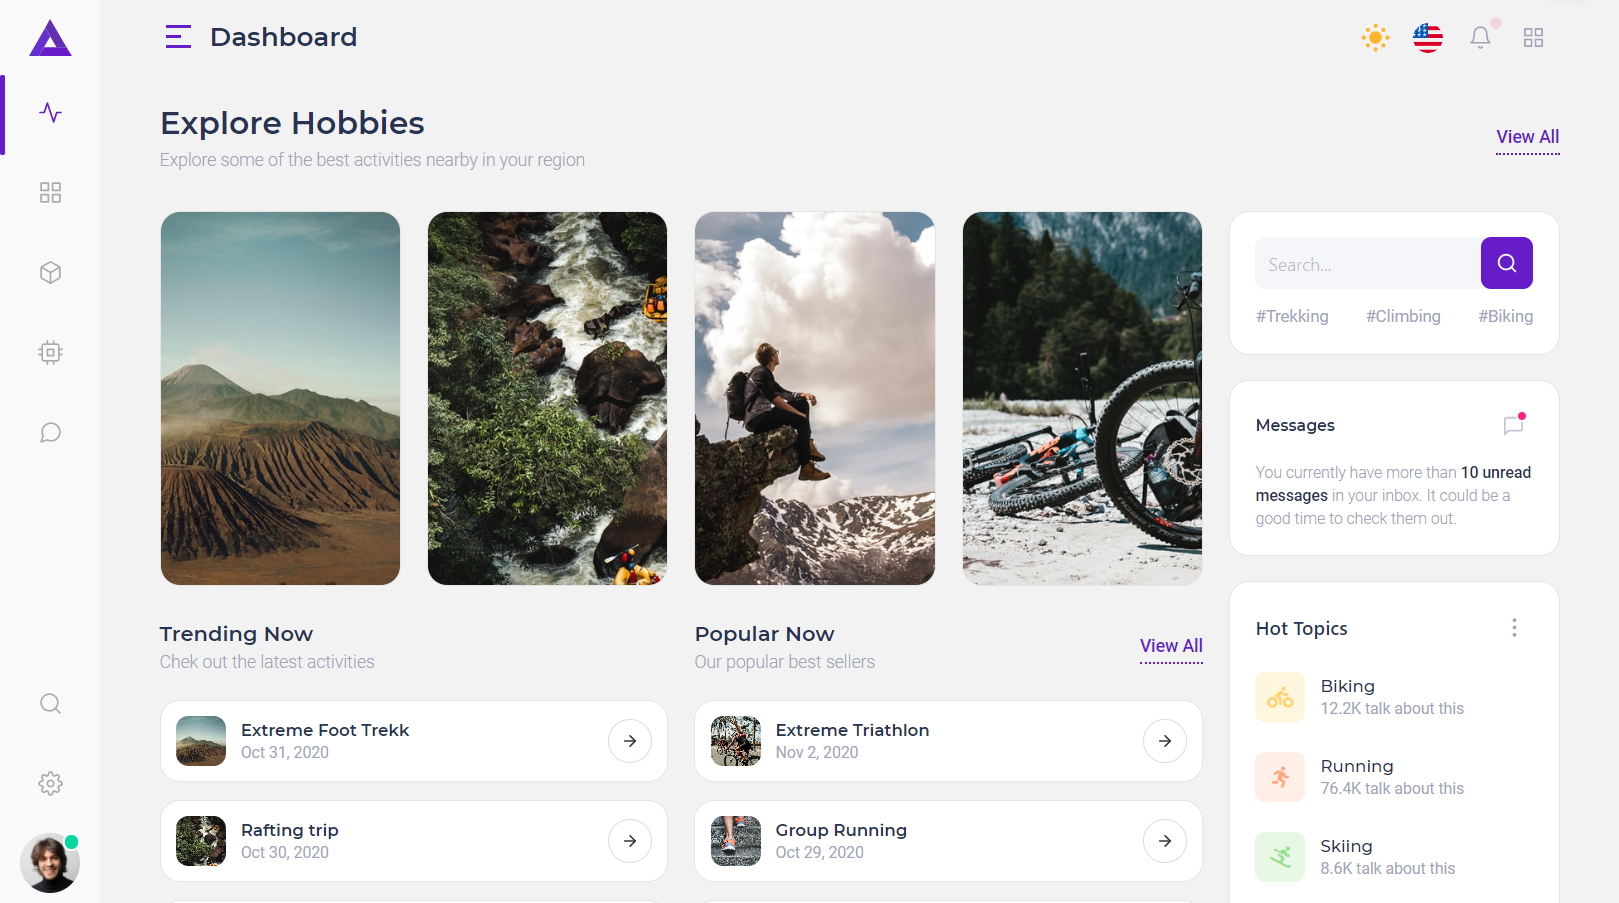 Dashboard
Explore Hobbies
Explore some of the best activities nearby in your region
View All
Search...
#Trekking #Climbing #Biking
Messages
You currently have more than 10 unread
messages in your inbox. It could be a
good time to check them out.
Hot Topics
Biking
12.2K talk about this
Running
76.4K talk about this
Skiing
8.6K talk about this
Trending Now
Chek out the latest activities
Extreme Foot Trekk
Oct 31, 2020
Rafting trip
Oct 30, 2020
Popular Now
Our popular best sellers
View All
Extreme Triathlon
Nov 2, 2020
Group Running
Oct 29, 2020